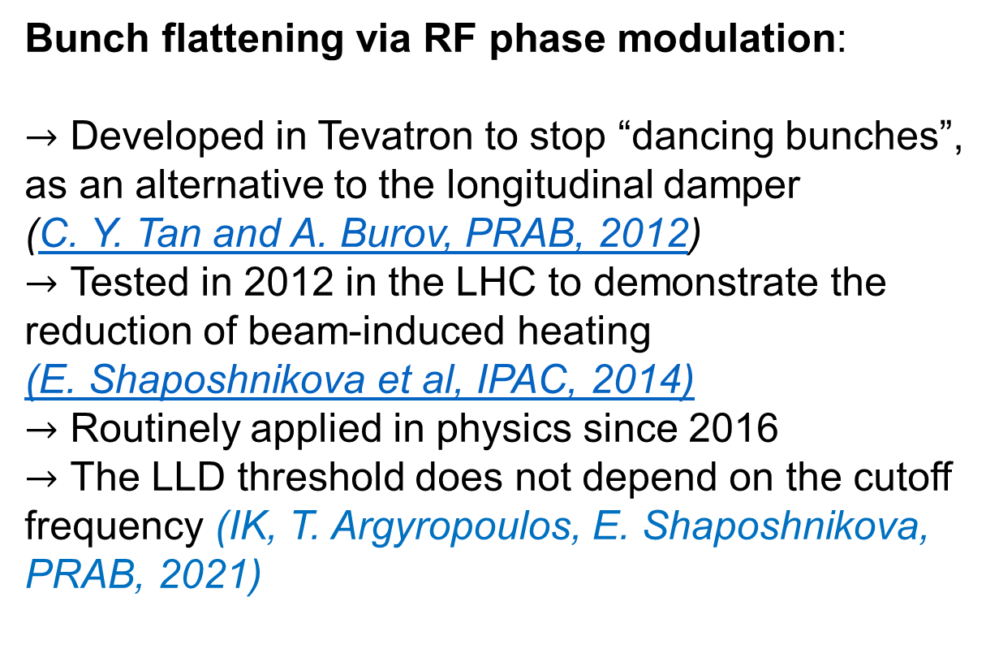 Bunch flattening via RF phase modulation:
→ Developed in Tevatron to stop “dancing bunches”,
as an alternative to the longitudinal damper
(C. Y. Tan and A. Burov, PRAB, 2012)
→ Tested in 2012 in the LHC to demonstrate the
reduction of beam-induced heating
(E. Shaposhnikova et al, IPAC, 2014)
→ Routinely applied in physics since 2016
→ The LLD threshold does not depend on the cutoff
frequency (IK, T. Argyropoulos, E. Shaposhnikova,
PRAB, 2021)